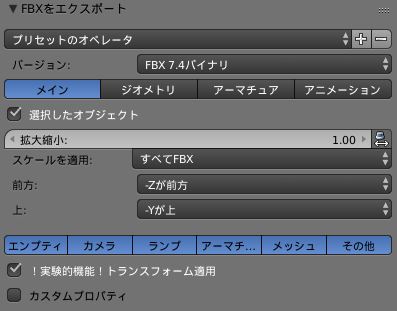 FBXをエクスポート
プリセットのオペレータ
バージョン: FBX 7.4バイナリ
メイン ジオメトリ アーマチュア アニメーション
選択したオブジェクト
拡大縮小: 1.00
スケールを適用: すべてFBX
前方: -Zが前方
上: -Yが上
エンプティ カメラ ランプ アーマチ... メッシュ その他
！実験的機能！トランスフォーム適用
カスタムプロパティ